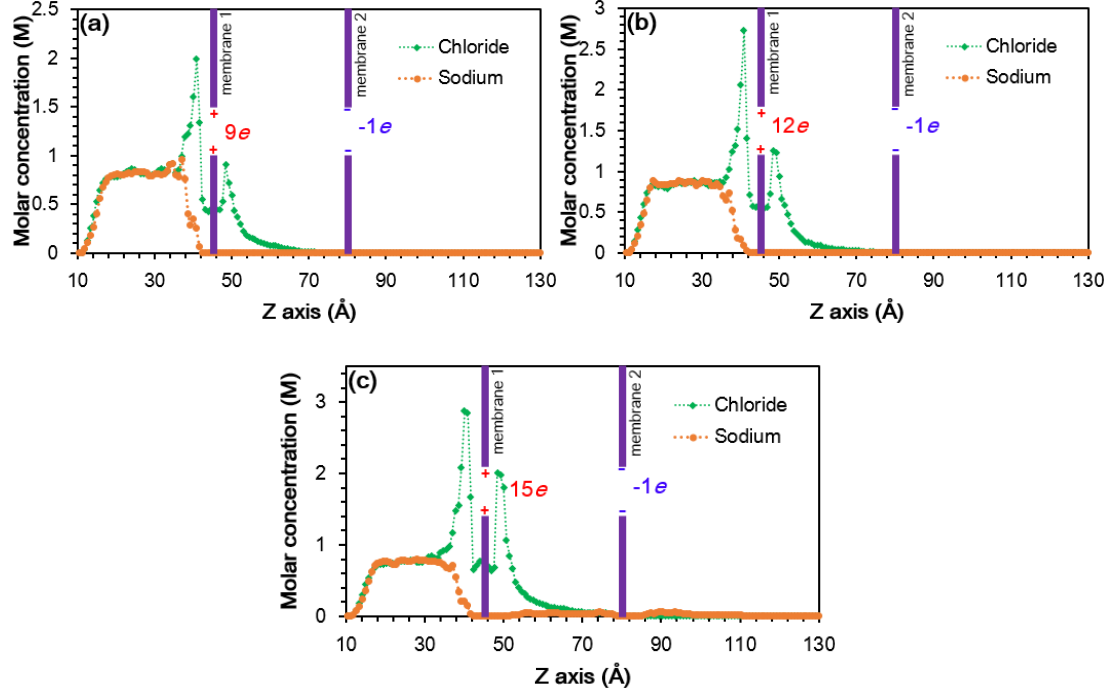 (a)
Molar concentration (M)
2.5
2
1.5
1
0.5
0
membrane 1
membrane 2
Chloride
Sodium
+
9e
+
-
-1e
-
10 30 50 70 90 110 130
Z axis (Å)
(b)
Molar concentration (M)
3
2.5
2
1.5
1
0.5
0
membrane 1
membrane 2
Chloride
Sodium
+
12e
+
-
-1e
-
10 30 50 70 90 110 130
Z axis (Å)
(c)
Molar concentration (M)
3
2
1
0
membrane 1
membrane 2
Chloride
Sodium
+
15e
+
-
-1e
-
10 30 50 70 90 110 130
Z axis (Å)